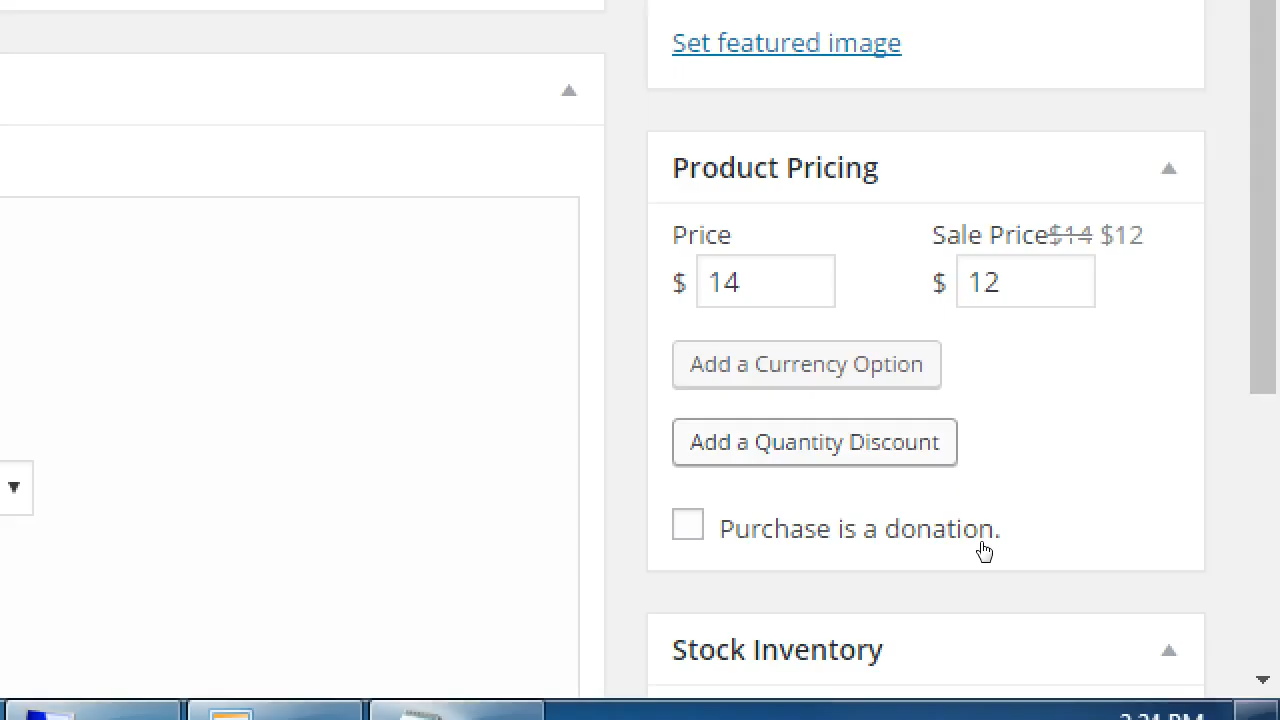 Set featured image
Product Pricing
Price
Sale Price$14 $12
$ 14
$ 12
Add a Currency Option
Add a Quantity Discount
Purchase is a donation.
Stock Inventory